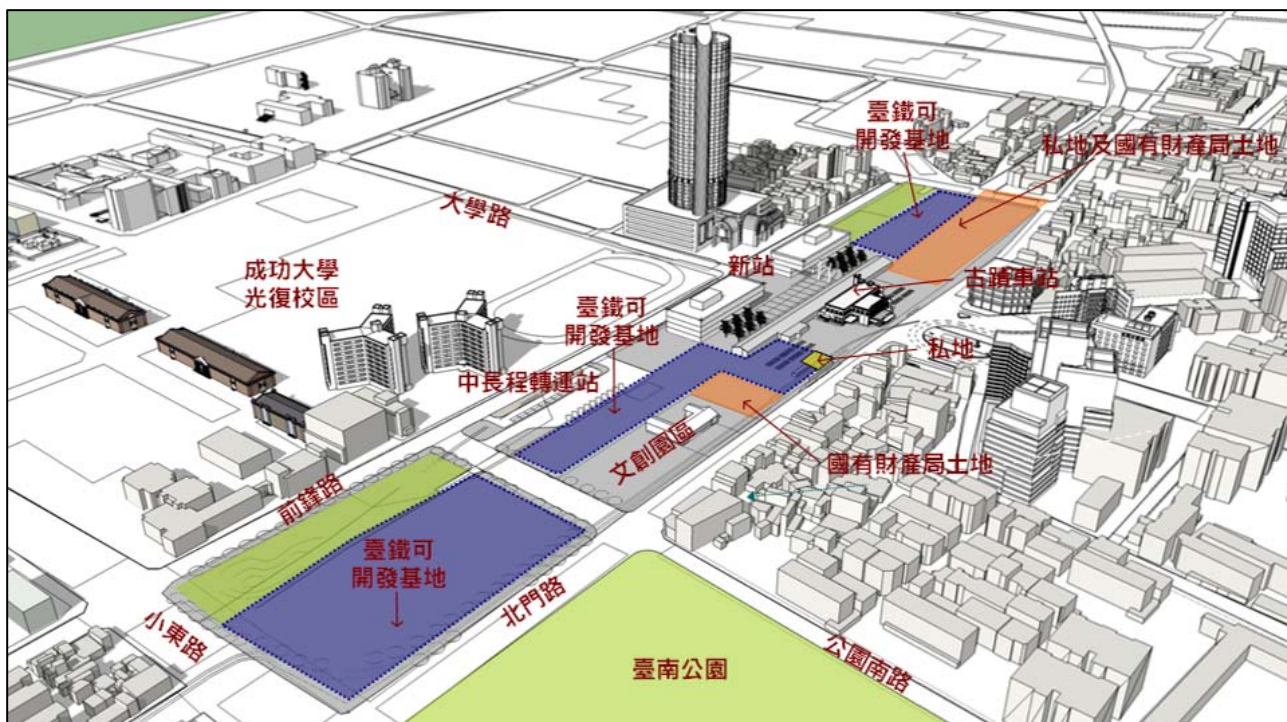 臺鐵可
開發基地
私地及國有財產局土地
大學路
成功大學
光復校區
新站
古蹟車站
臺鐵可
開發基地
私地
中長程轉運站
文創園區
國有財產局土地
前鋒路
臺鐵可
開發基地
北門路
小東路
臺南公園
公園南路